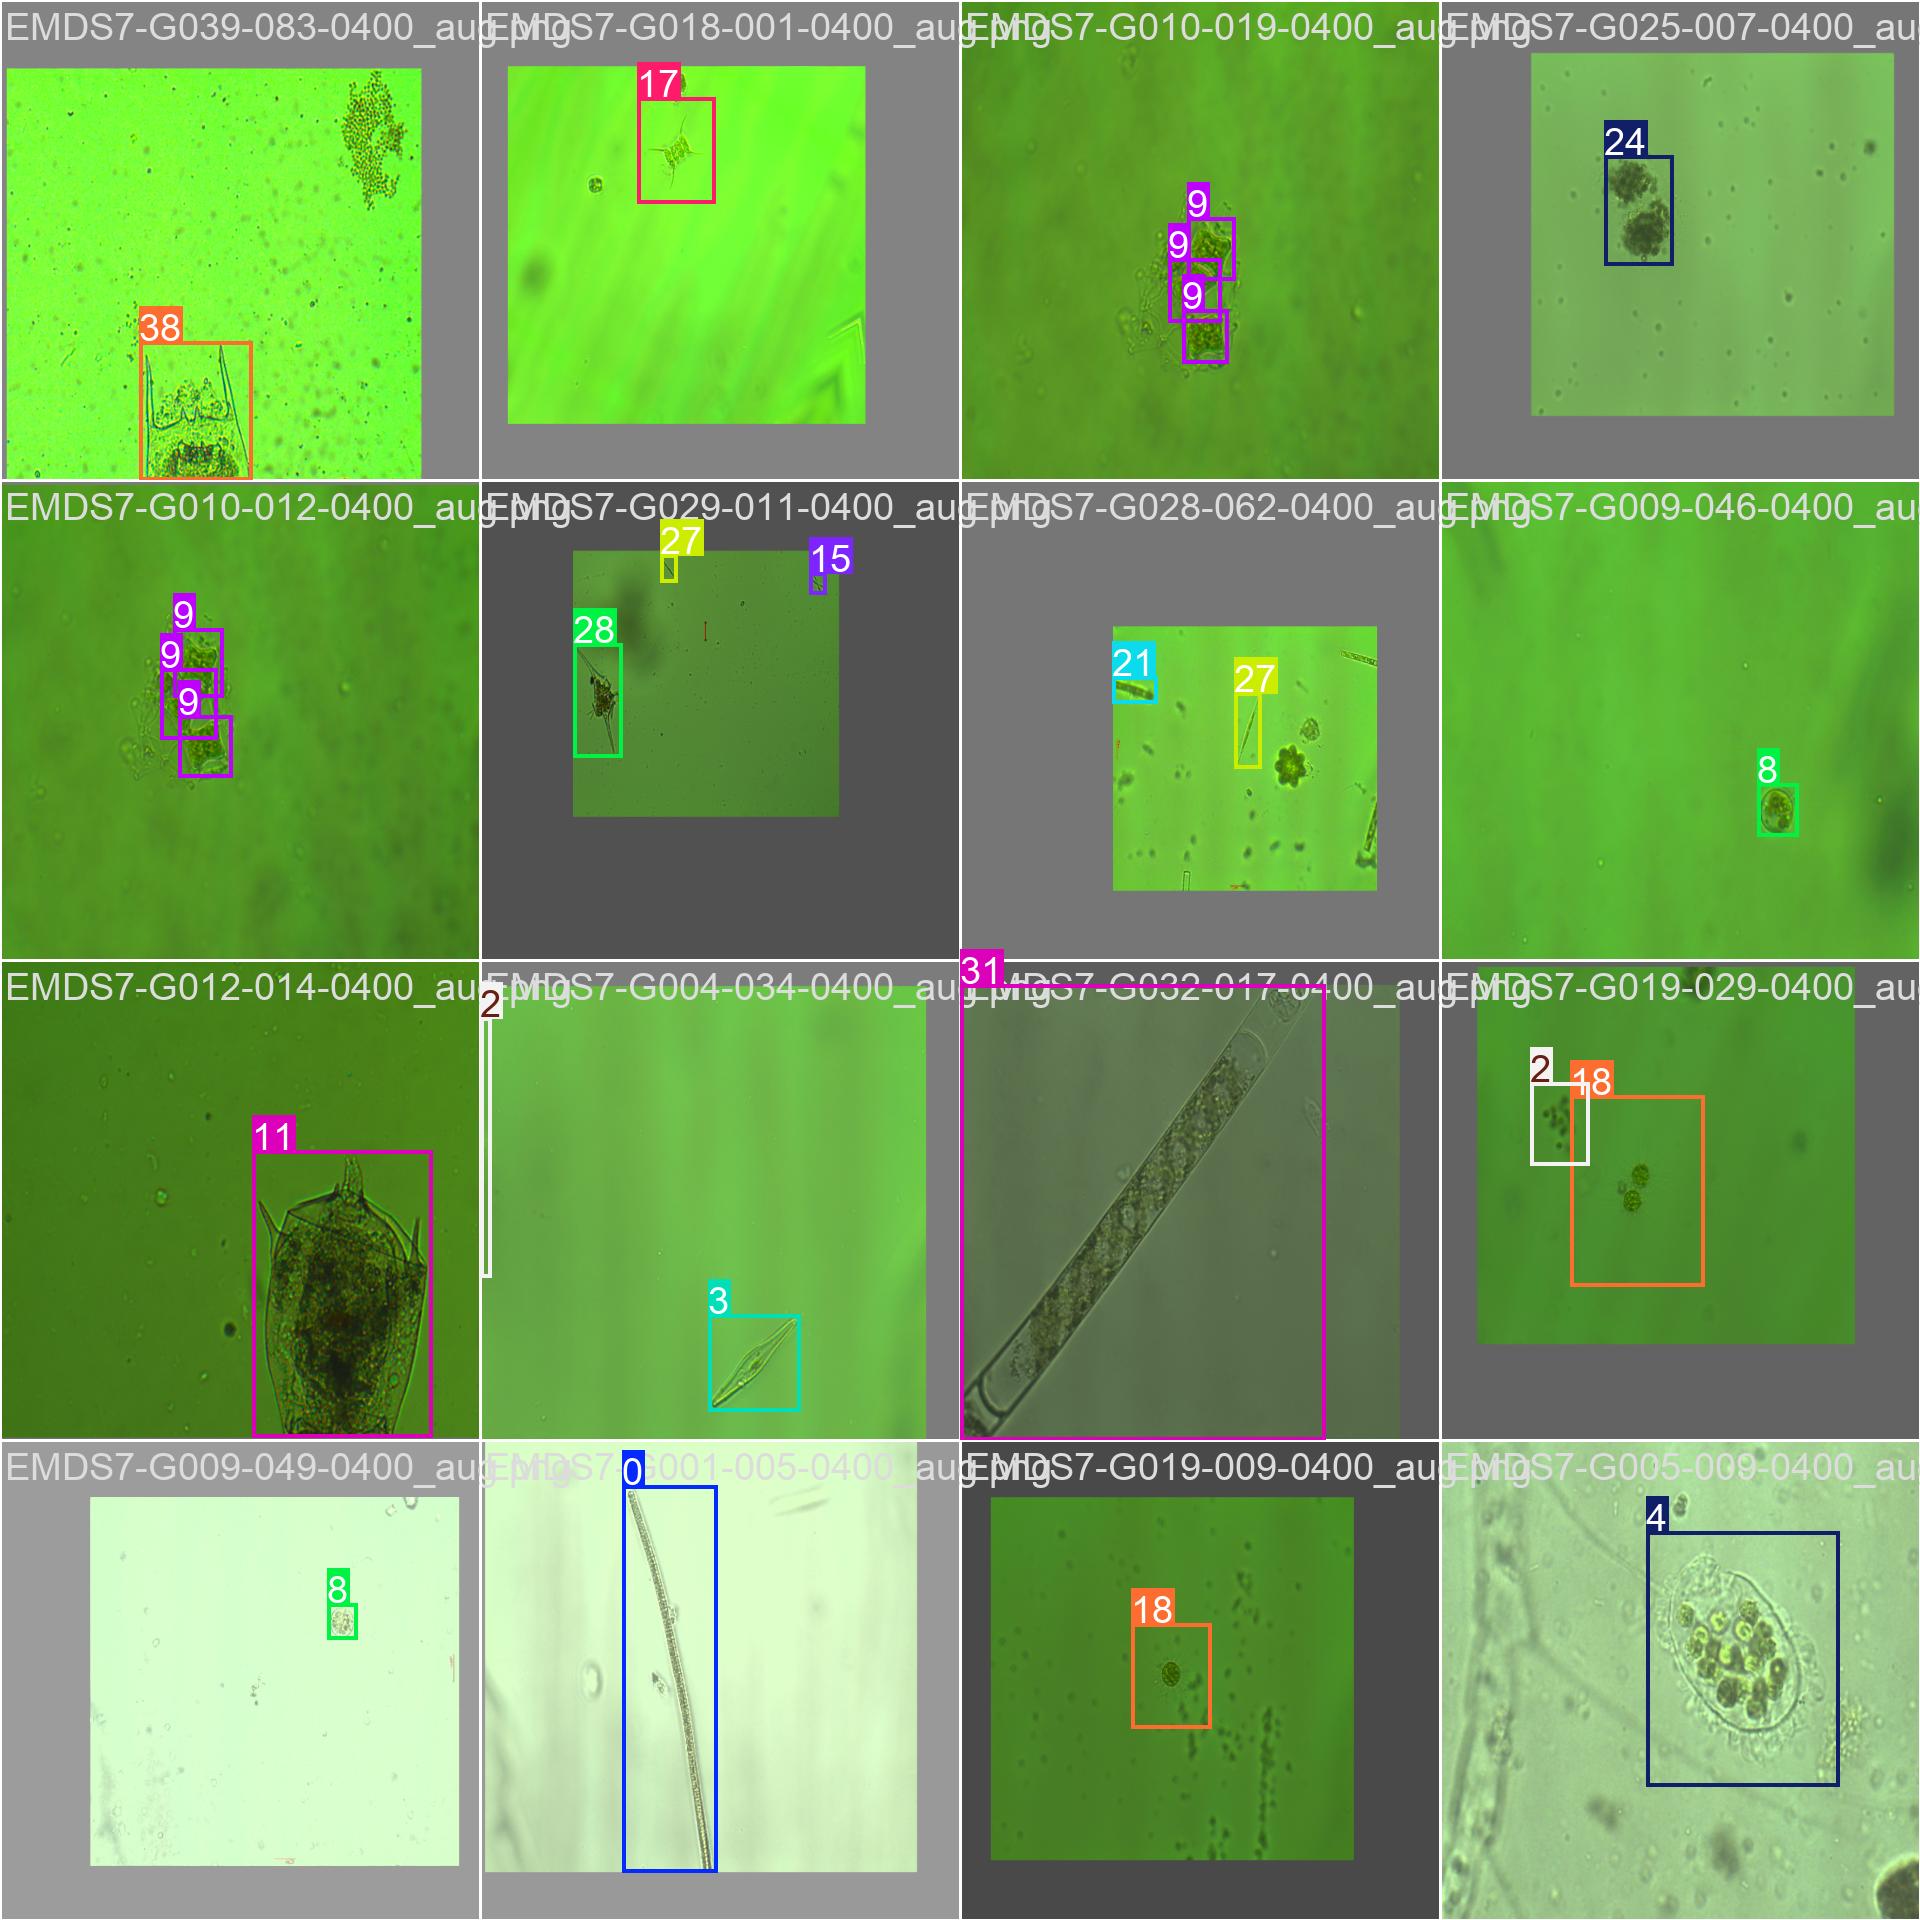 EMDS7-G039-083-0400_aug.png
EMDS7-G018-001-0400_aug.png
EMDS7-G010-019-0400_aug.png
EMDS7-G025-007-0400_au
17
24
9
9
9
38
EMDS7-G010-012-0400_aug.png
EMDS7-G029-011-0400_aug.png
EMDS7-G028-062-0400_aug.png
EMDS7-G009-046-0400_au
27
15
9
28
9
21
27
9
8
31
EMDS7-G012-014-0400_aug.png
EMDS7-G004-034-0400_aug.png
EMDS7-G032-017-0400_aug.png
EMDS7-G019-029-0400_au
2
2
18
11
3
EMDS7-G009-049-0400_aug.png
EMDS7-G001-005-0400_aug.png
EMDS7-G019-009-0400_aug.png
EMDS7-G005-009-0400_au
0
4
8
18